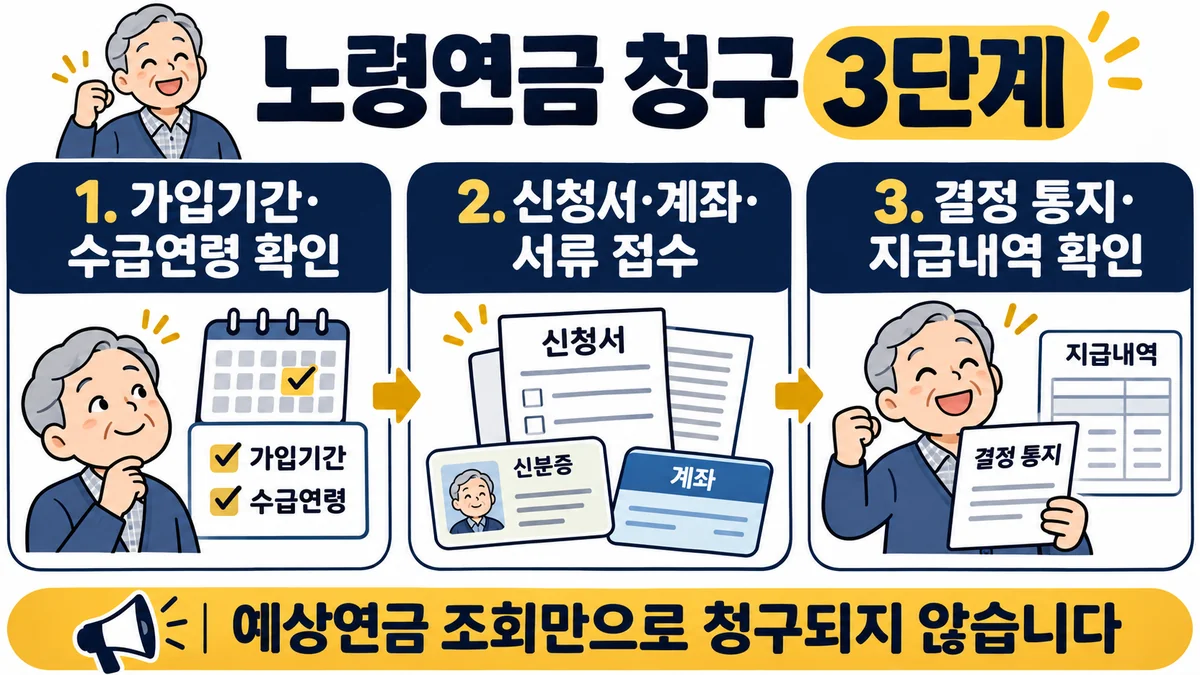 노령연금 청구 3단계
1. 가입기간·
수급연령 확인
가입기간
수급연령
2. 신청서·계좌·
서류 접수
신청서
신분증
계좌
3. 결정 통지·
지급내역 확인
지급내역
결정 통지
예상연금 조회만으로 청구되지 않습니다